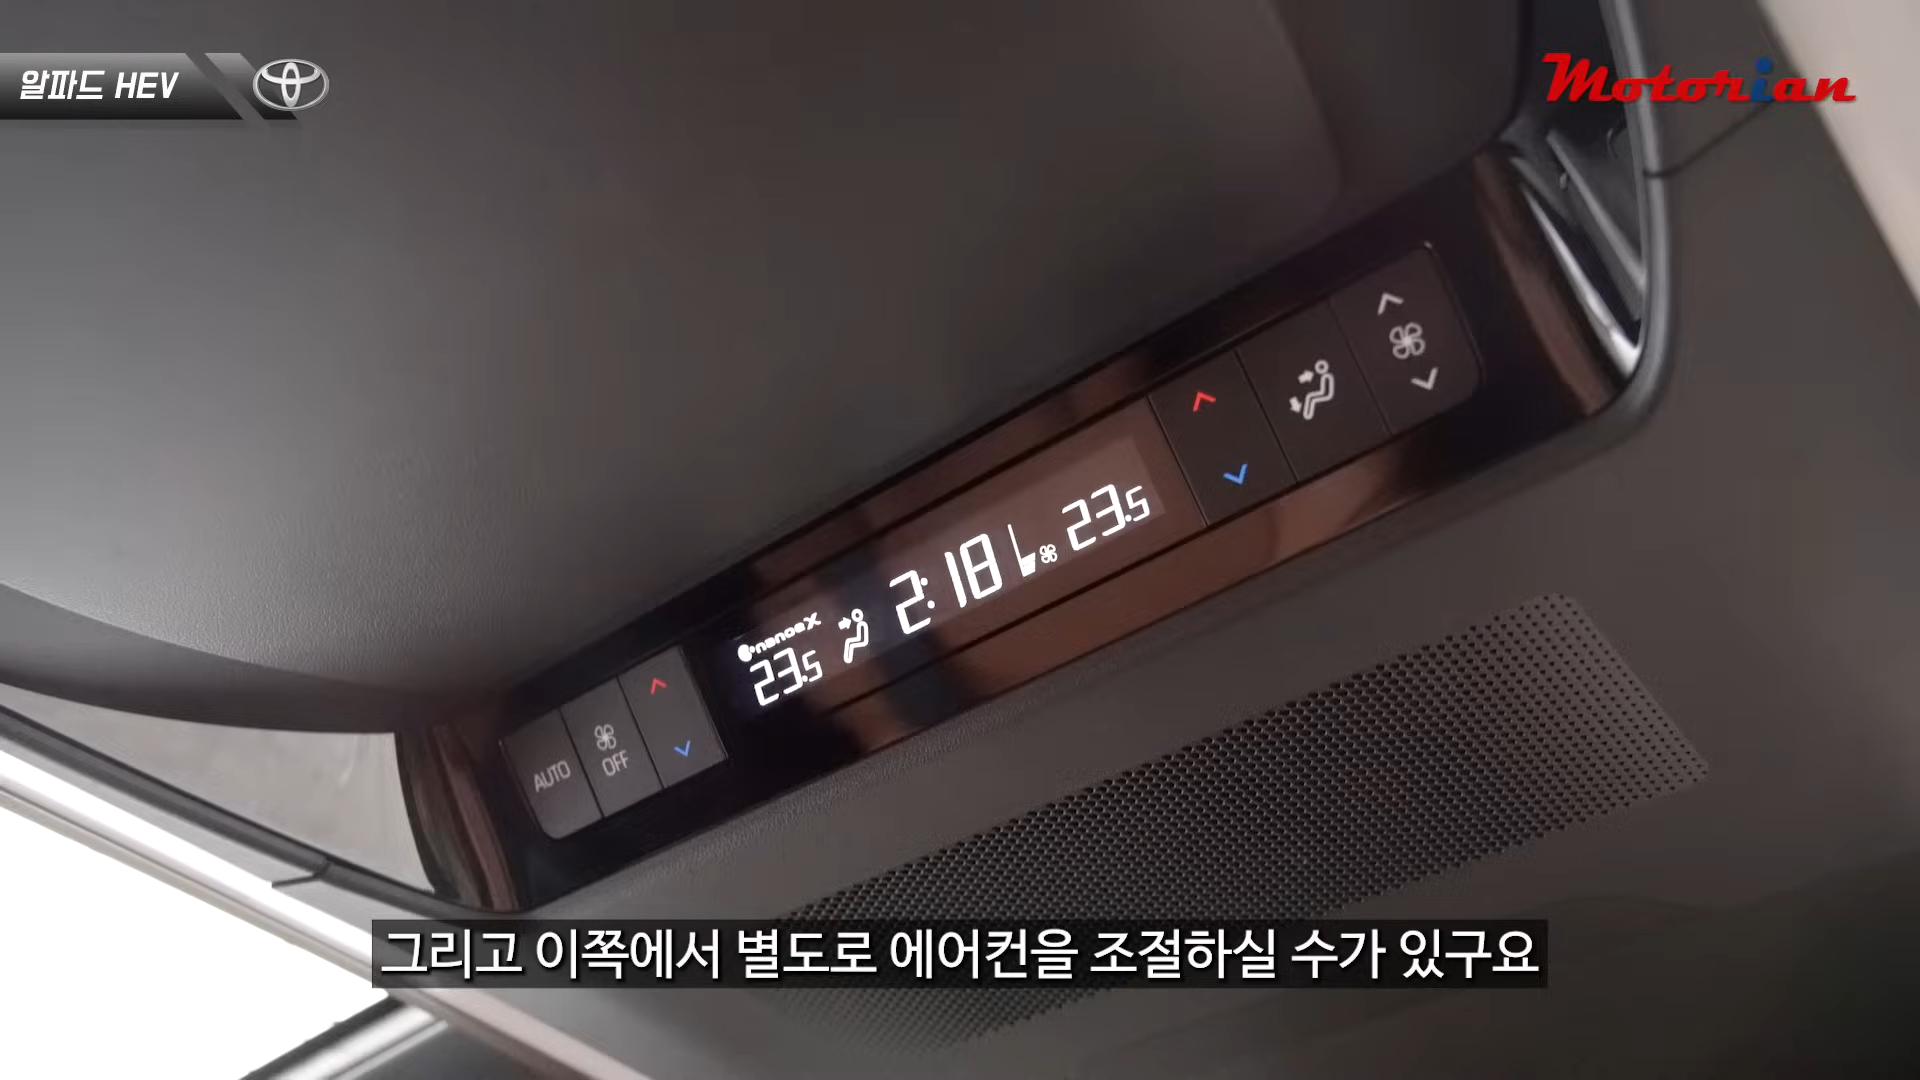 알파드 HEV
Motorian
nanoeX
23.5
2:18
23.5
AUTO
OFF
그리고 이쪽에서 별도로 에어컨을 조절하실 수가 있구요